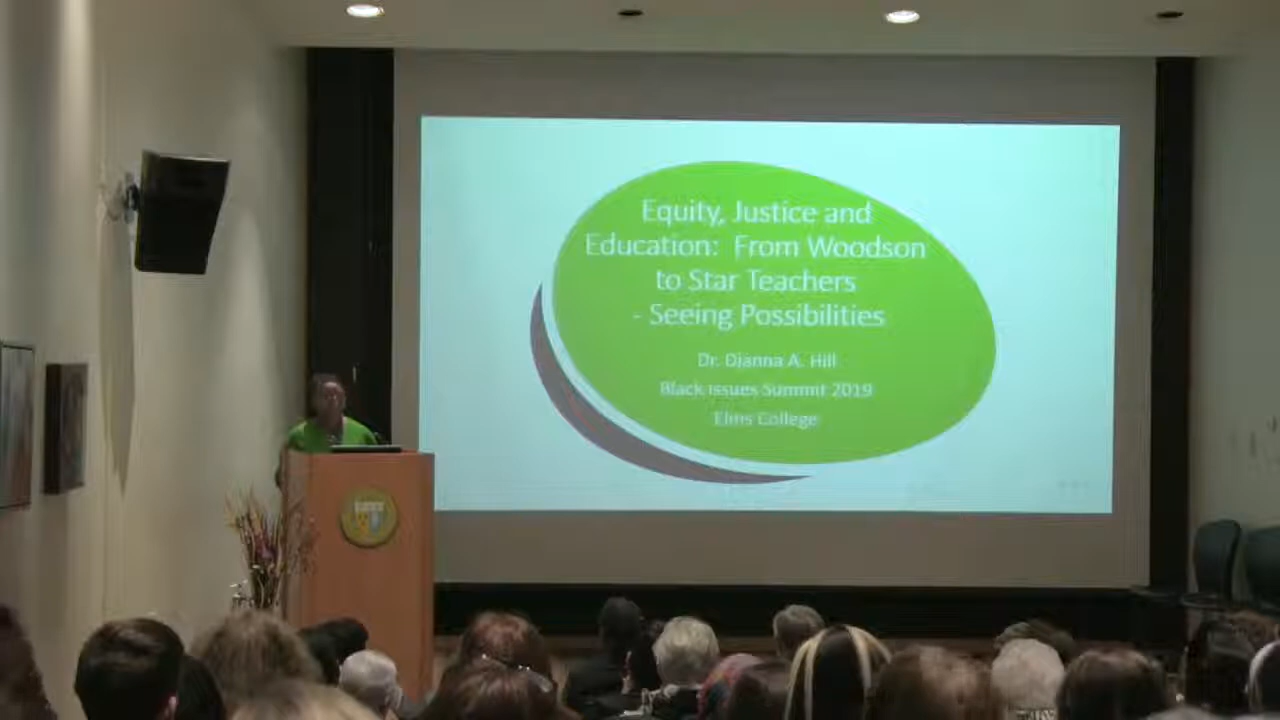 Equity, Justice and
Education: From Woodson
to Star Teachers
- Seeing Possibilities
Dr. Dianna A. Hill
Black Issues Summit 2019
Elms College